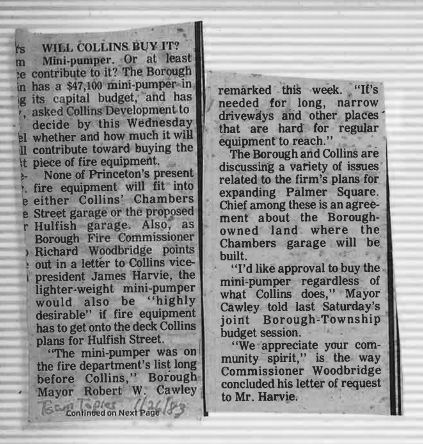 WILL COLLINS BUY IT?
Mini-pumper. Or at least
contribute to it? The Borough
has a $47,100 mini-pumper in
its capital budget, and has
asked Collins Development to
decide by this Wednesday
whether and how much it will
contribute toward buying the
piece of fire equipment.
None of Princeton's present
fire equipment will fit into
either Collins' Chambers
Street garage or the proposed
Hulfish garage. Also, as
Borough Fire Commissioner
Richard Woodbridge points
out in a letter to Collins vice-
president James Harvie, the
lighter-weight mini-pumper
would also be "highly
desirable" if fire equipment
has to get onto the deck Collins
plans for Hulfish Street.
"The mini-pumper was on
the fire department's list long
before Collins," Borough
Mayor Robert W. Cawley
Town Topics 1/26/83
Continued on Next Page
remarked this week. "It's
needed for long, narrow
driveways and other places
that are hard for regular
equipment to reach."
The Borough and Collins are
discussing a variety of issues
related to the firm's plans for
expanding Palmer Square.
Chief among these is an agree-
ment about the Borough-
owned land where the
Chambers garage will be
built.
"I'd like approval to buy the
mini-pumper regardless of
what Collins does," Mayor
Cawley told last Saturday's
joint Borough-Township
budget session.
"We appreciate your com-
munity spirit," is the way
Commissioner Woodbridge
concluded his letter of request
to Mr. Harvie.